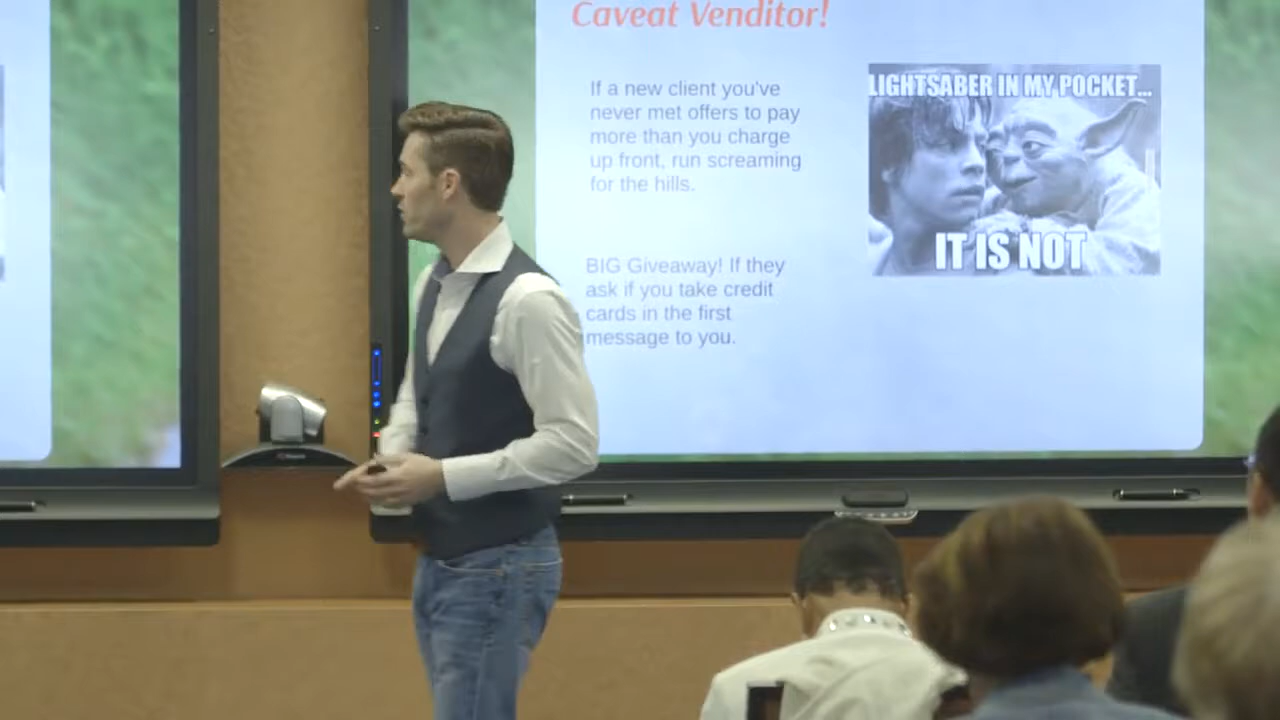 Caveat Venditor!
If a new client you've
never met offers to pay
more than you charge
up front, run screaming
for the hills.
BIG Giveaway! If they
ask if you take credit
cards in the first
message to you.
LIGHTSABER IN MY POCKET...
IT IS NOT